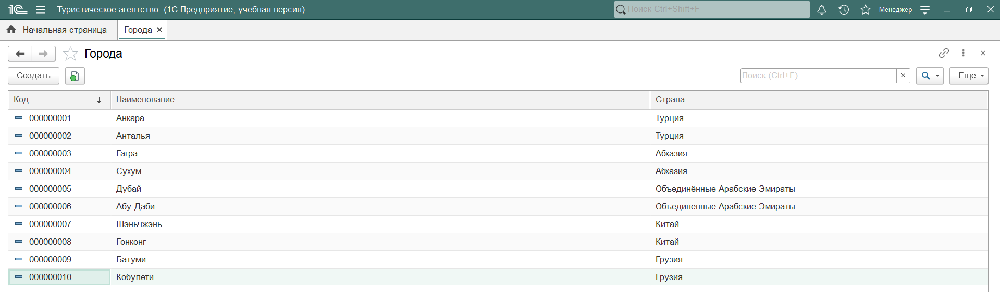 1С Туристическое агентство (1С:Предприятие, учебная версия) Поиск Ctrl+Shift+F Менеджер
Начальная страница Города
Города
Создать Поиск (Ctrl+F) Еще
Код Наименование Страна
000000001 Анкара Турция
000000002 Анталья Турция
000000003 Гагра Абхазия
000000004 Сухум Абхазия
000000005 Дубай Объединённые Арабские Эмираты
000000006 Абу-Даби Объединённые Арабские Эмираты
000000007 Шэньчжэнь Китай
000000008 Гонконг Китай
000000009 Батуми Грузия
000000010 Кобулети Грузия